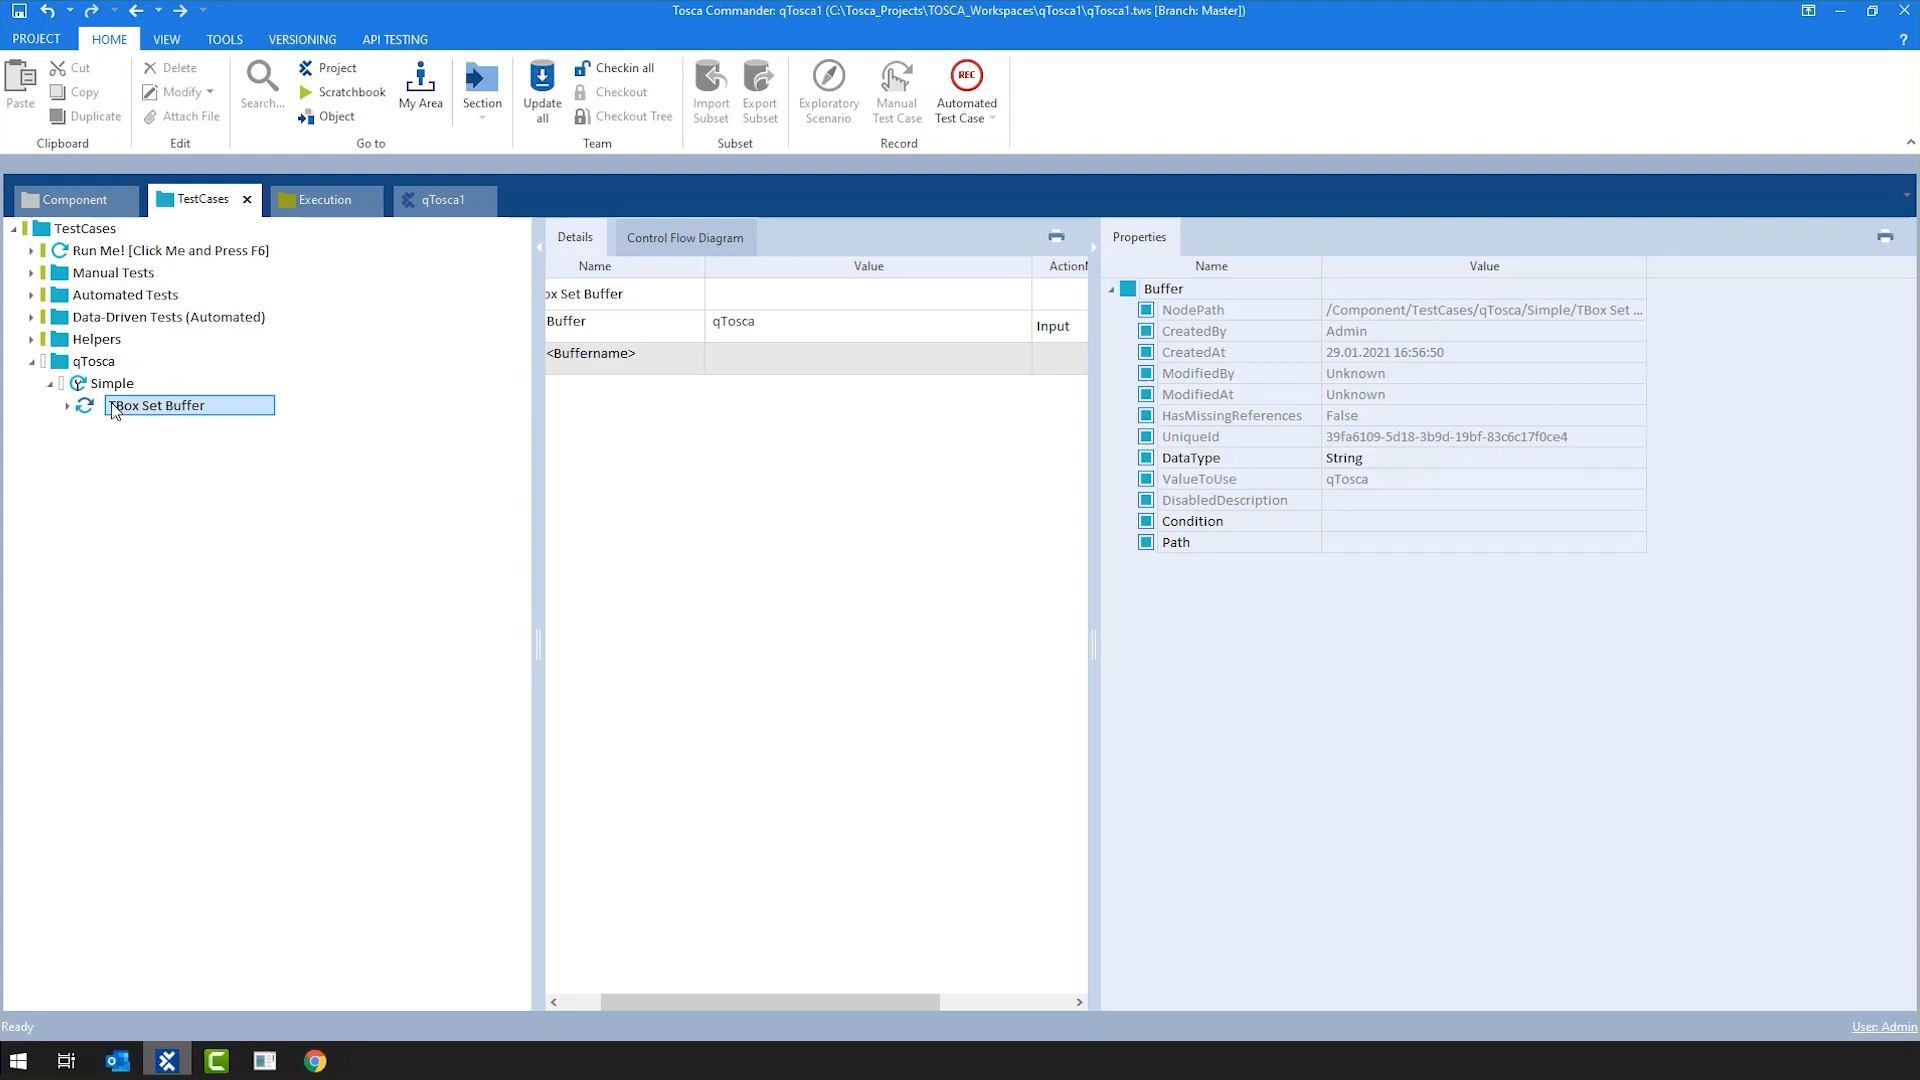 Tosca Commander: qTosca1 (C:\Tosca_Projects\TOSCA_Workspaces\qTosca1\qTosca1.tws [Branch: Master])
PROJECT HOME VIEW TOOLS VERSIONING API TESTING ?
Paste
Cut
Copy
Duplicate
Clipboard
Delete
Modify
Attach File
Edit
Search...
Project
Scratchbook
Object
My Area
Section
Go to
Update all
Checkin all
Checkout
Checkout Tree
Team
Import Subset
Export Subset
Subset
Exploratory Scenario
Manual Test Case
REC
Automated Test Case
Record
Component TestCases Execution qTosca1
TestCases
Run Me! [Click Me and Press F6]
Manual Tests
Automated Tests
Data-Driven Tests (Automated)
Helpers
qTosca
Simple
TBox Set Buffer
Details Control Flow Diagram
Name Value ActionM
ox Set Buffer
Buffer qTosca Input
<Buffername>
Properties
Name Value
Buffer
NodePath /Component/TestCases/qTosca/Simple/TBox Set ...
CreatedBy Admin
CreatedAt 29.01.2021 16:56:50
ModifiedBy Unknown
ModifiedAt Unknown
HasMissingReferences False
UniqueId 39fa6109-5d18-3b9d-19bf-83c6c17f0ce4
DataType String
ValueToUse qTosca
DisabledDescription
Condition
Path
Ready User: Admin